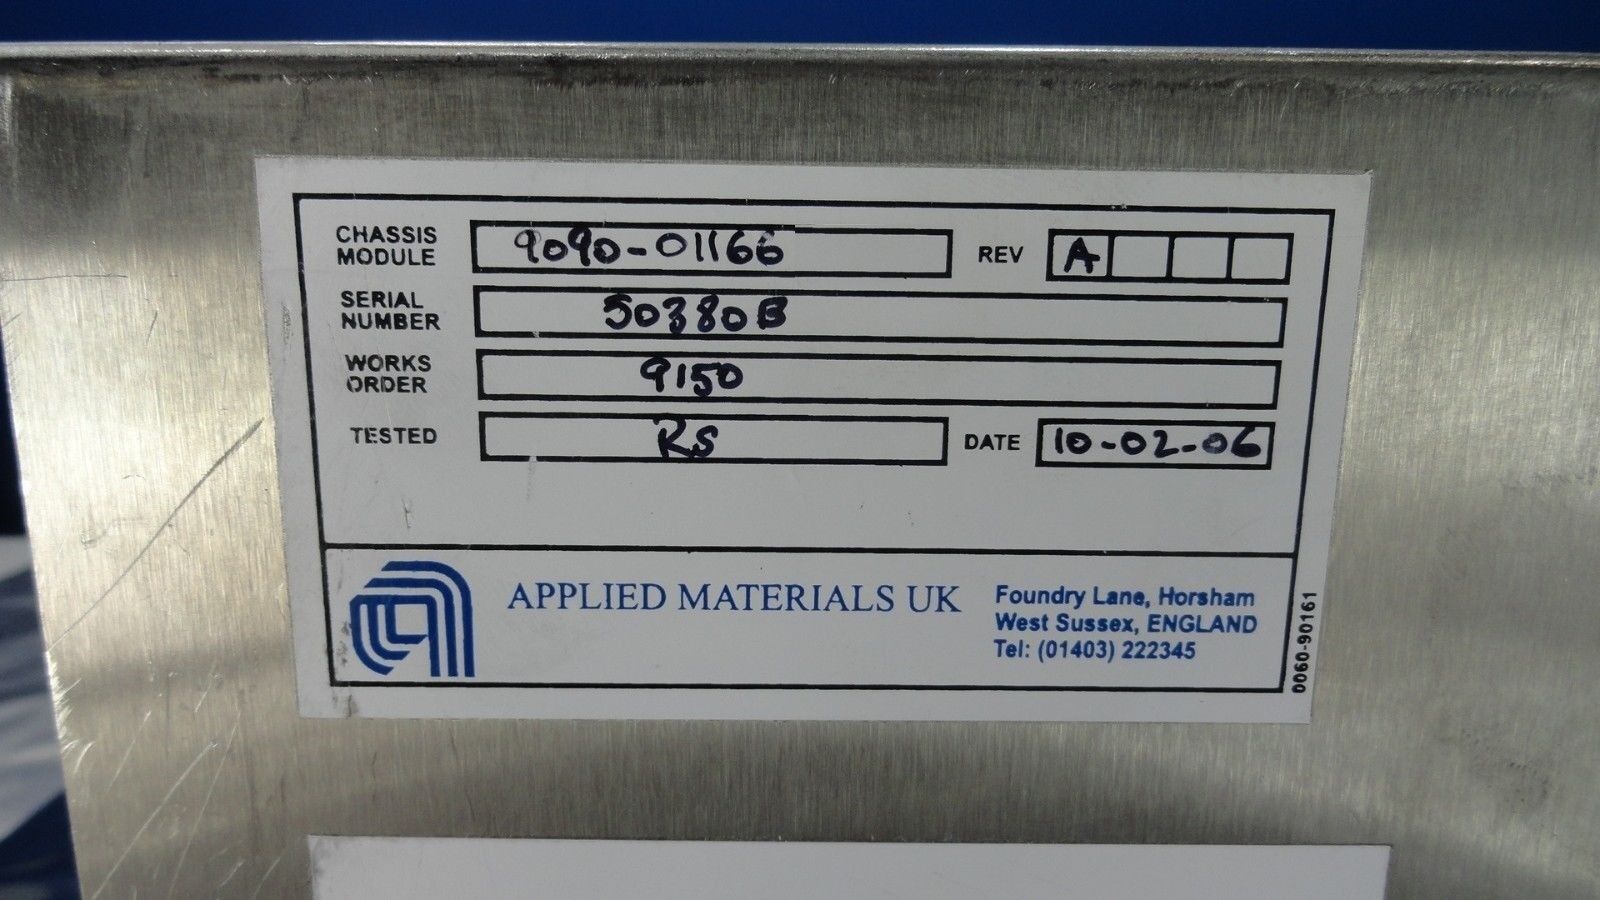 CHASSIS MODULE 9090-01166 REV A
SERIAL NUMBER 50380B
WORKS ORDER 9150
TESTED RS DATE 10-02-06
APPLIED MATERIALS UK
Foundry Lane, Horsham
West Sussex, ENGLAND
Tel: (01403) 222345
0060-90161